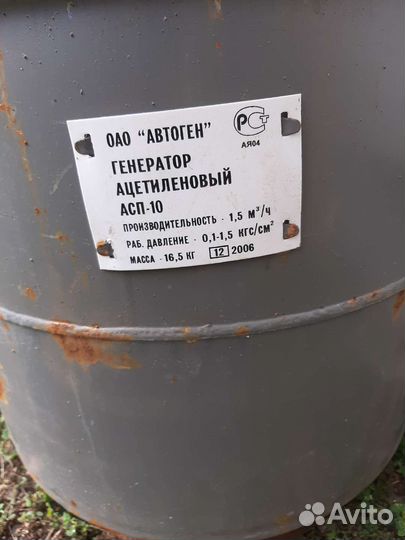 ОАО "АВТОГЕН"
РСТ
АЯ04
ГЕНЕРАТОР
АЦЕТИЛЕНОВЫЙ
АСП-10
ПРОИЗВОДИТЕЛЬНОСТЬ - 1,5 М³/Ч
РАБ. ДАВЛЕНИЕ - 0,1-1,5 КГС/СМ²
МАССА - 16,5 КГ 12 2006
Avito